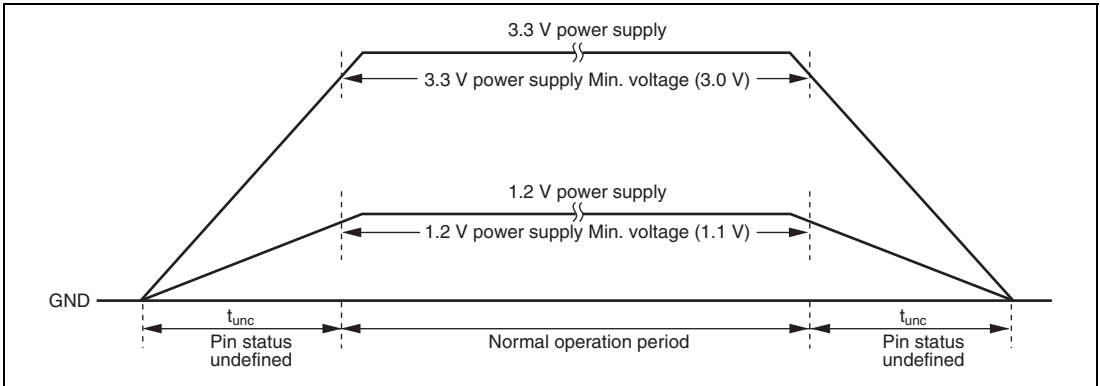 3.3 V power supply
3.3 V power supply Min. voltage (3.0 V)
1.2 V power supply
1.2 V power supply Min. voltage (1.1 V)
GND
tunc
Pin status
undefined
Normal operation period
tunc
Pin status
undefined